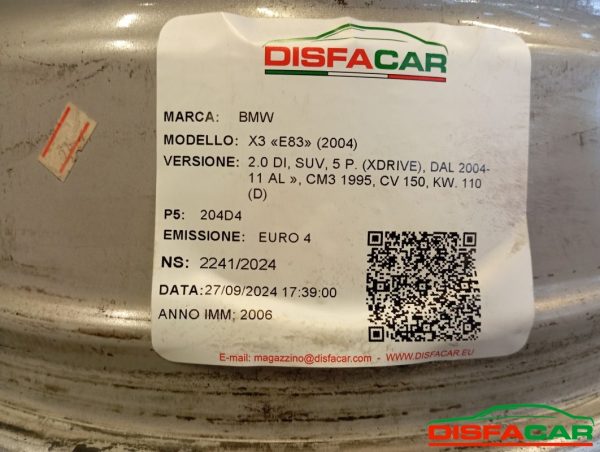 DISFACAR
MARCA: BMW
MODELLO: X3 «E83» (2004)
VERSIONE: 2.0 DI, SUV, 5 P. (XDRIVE), DAL 2004-
11 AL », CM3 1995, CV 150, KW. 110
(D)
P5: 204D4
EMISSIONE: EURO 4
NS: 2241/2024
DATA:27/09/2024 17:39:00
ANNO IMM; 2006
E-mail: magazzino@disfacar.com - WWW.DISFACAR.EU
DISFACAR